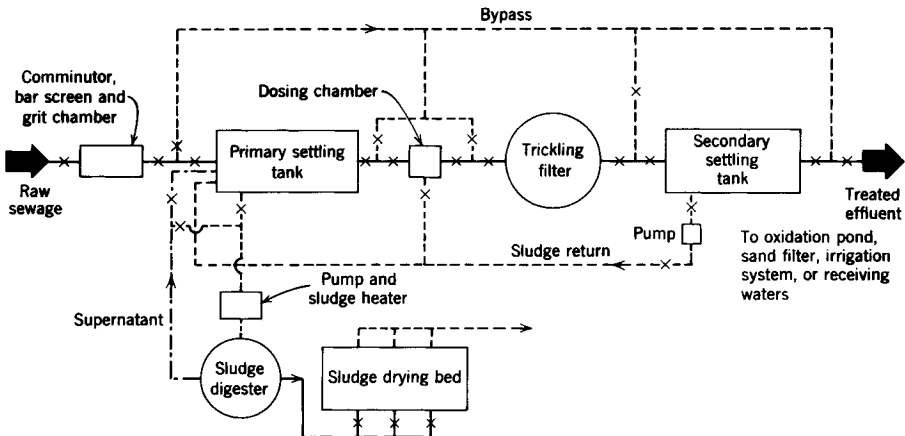 Bypass
Comminutor,
bar screen and
grit chamber
Dosing chamber
Primary settling
tank
Trickling
filter
Secondary
settling
tank
Raw
sewage
Treated
effluent
Pump
To oxidation pond,
sand filter, irrigation
system, or receiving
waters
Sludge return
Pump and
sludge heater
Supernatant
Sludge
digester
Sludge drying bed